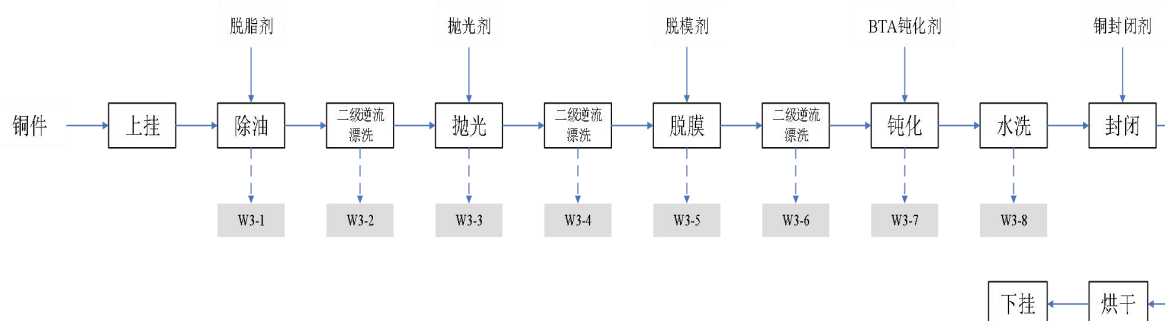 脱脂剂
抛光剂
脱模剂
BTA钝化剂
铜封闭剂
铜件
上挂
除油
二级逆流
漂洗
抛光
二级逆流
漂洗
脱膜
二级逆流
漂洗
钝化
水洗
封闭
W3-1
W3-2
W3-3
W3-4
W3-5
W3-6
W3-7
W3-8
下挂
烘干